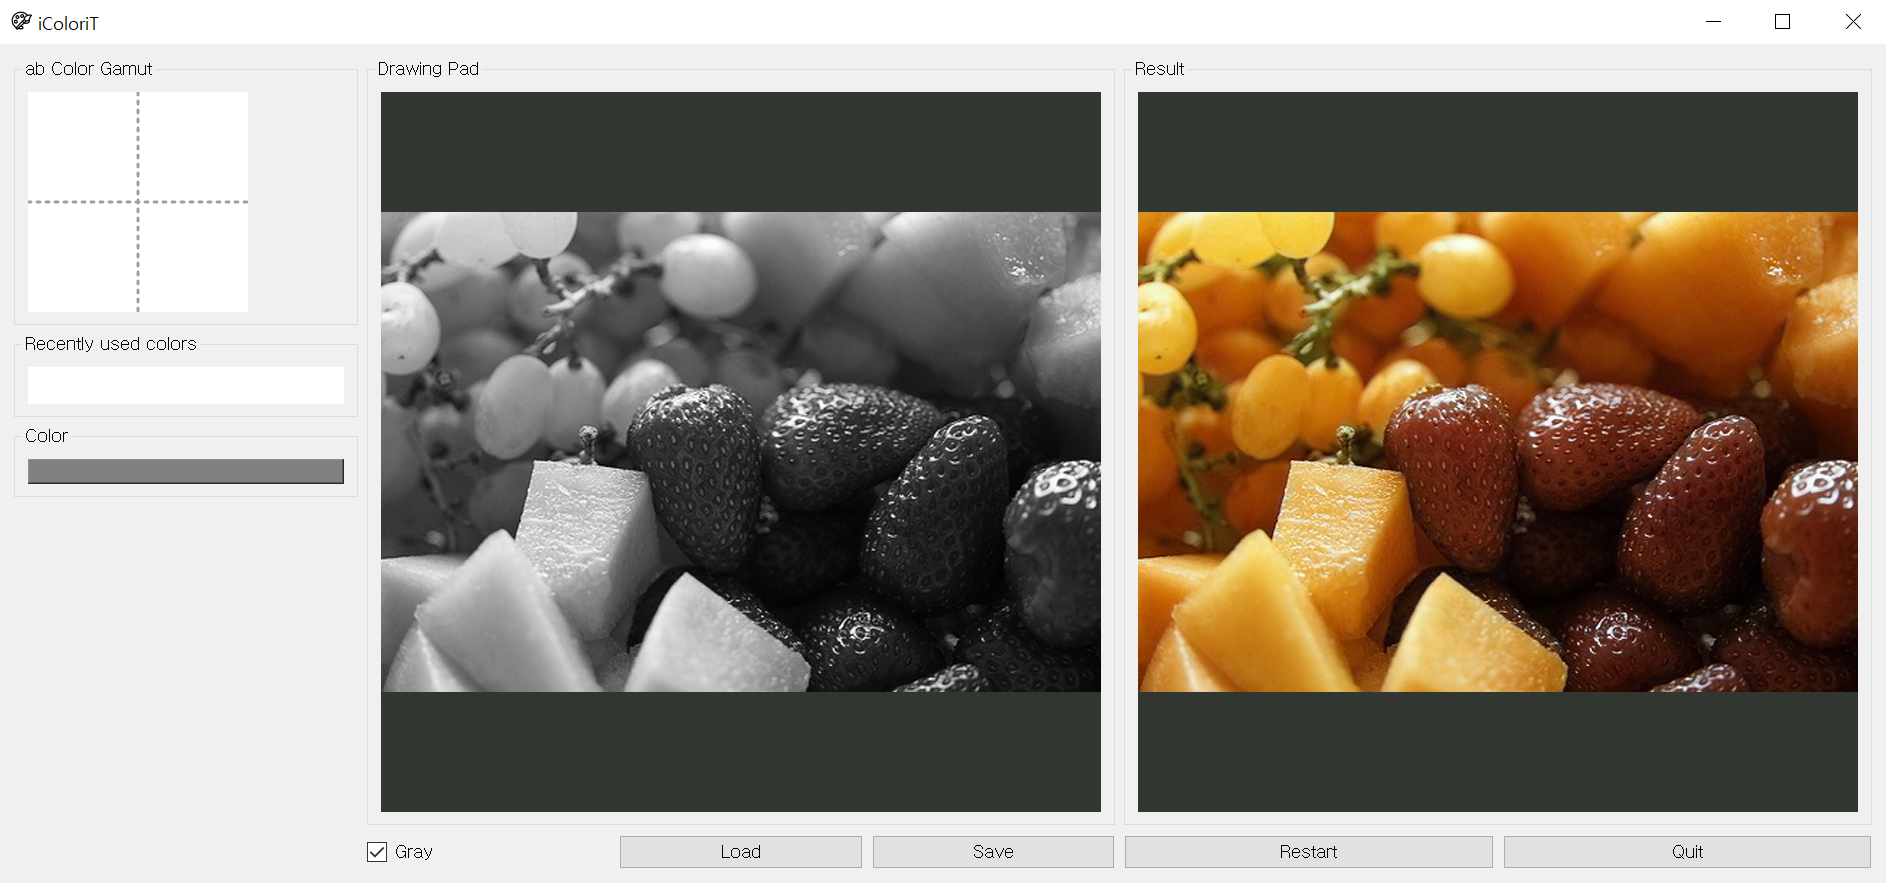 iColoriT
ab Color Gamut
Drawing Pad
Result
Recently used colors
Color
Gray
Load
Save
Restart
Quit